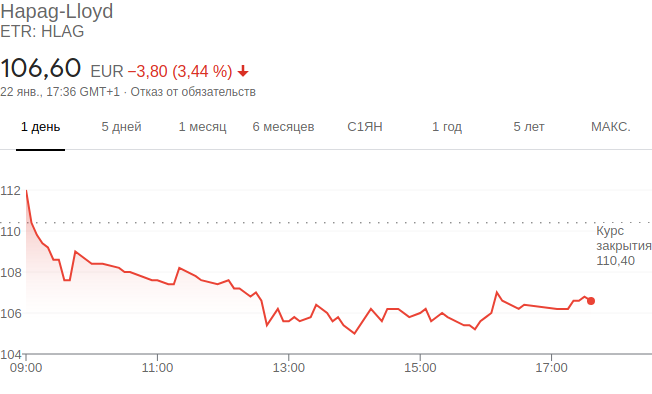 Hapag-Lloyd
ETR: HLAG
106,60 EUR −3,80 (3,44 %) ↓
22 янв., 17:36 GMT+1 · Отказ от обязательств
1 день 5 дней 1 месяц 6 месяцев С1ЯН 1 год 5 лет МАКС.
112
110
108
106
104
Курс
закрытия
110,40
09:00 11:00 13:00 15:00 17:00